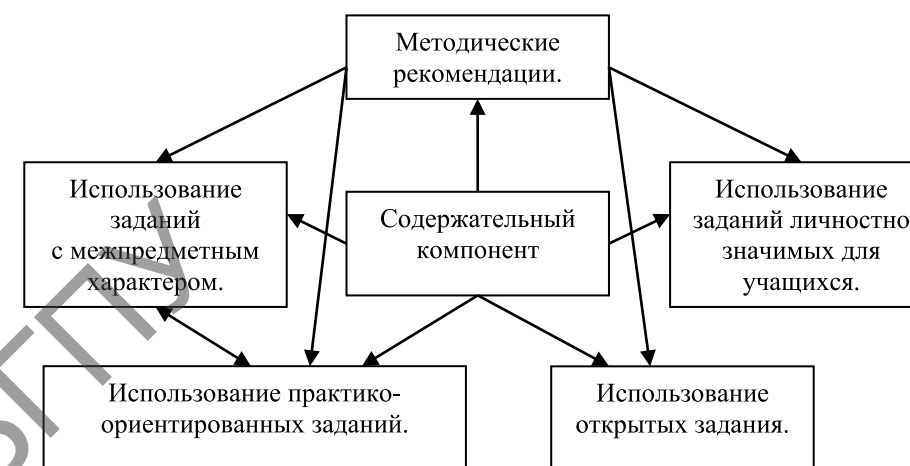 Методические
рекомендации.
Использование
заданий
с межпредметным
характером.
Содержательный
компонент
Использование
заданий личностно
значимых для
учащихся.
Использование практико-
ориентированных заданий.
Использование
открытых задания.
БГПУ